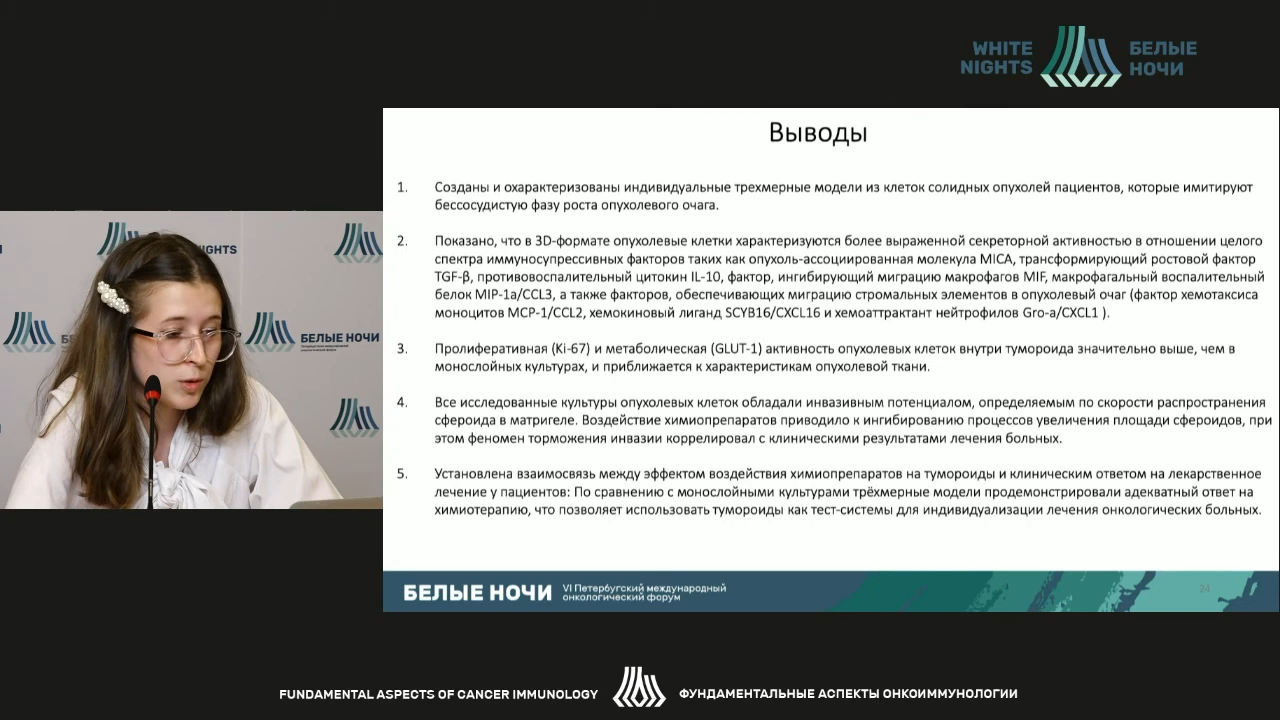 WHITE NIGHTS
БЕЛЫЕ НОЧИ
Выводы
1. Созданы и охарактеризованы индивидуальные трехмерные модели из клеток солидных опухолей пациентов, которые имитируют
бессосудистую фазу роста опухолевого очага.
2. Показано, что в 3D-формате опухолевые клетки характеризуются более выраженной секреторной активностью в отношении целого
спектра иммуносупрессивных факторов таких как опухоль-ассоциированная молекула MICA, трансформирующий ростовой фактор
TGF-β, противовоспалительный цитокин IL-10, фактор, ингибирующий миграцию макрофагов MIF, макрофагальный воспалительный
белок MIP-1a/CCL3, а также факторов, обеспечивающих миграцию стромальных элементов в опухолевый очаг (фактор хемотаксиса
моноцитов MCP-1/CCL2, хемокиновый лиганд SCYB16/CXCL16 и хемоаттрактант нейтрофилов Gro-a/CXCL1 ).
3. Пролиферативная (Ki-67) и метаболическая (GLUT-1) активность опухолевых клеток внутри тумороида значительно выше, чем в
монослойных культурах, и приближается к характеристикам опухолевой ткани.
4. Все исследованные культуры опухолевых клеток обладали инвазивным потенциалом, определяемым по скорости распространения
сфероида в матригеле. Воздействие химиопрепаратов приводило к ингибированию процессов увеличения площади сфероидов, при
этом феномен торможения инвазии коррелировал с клиническими результатами лечения больных.
5. Установлена взаимосвязь между эффектом воздействия химиопрепаратов на тумороиды и клиническим ответом на лекарственное
лечение у пациентов: По сравнению с монослойными культурами трёхмерные модели продемонстрировали адекватный ответ на
химиотерапию, что позволяет использовать тумороиды как тест-системы для индивидуализации лечения онкологических больных.
NIGHTS
БЕЛЫЕ НОЧИ
БЕЛЫЕ НОЧИ
VI Петербургский международный
онкологический форум
24
FUNDAMENTAL ASPECTS OF CANCER IMMUNOLOGY
ФУНДАМЕНТАЛЬНЫЕ АСПЕКТЫ ОНКОИММУНОЛОГИИ